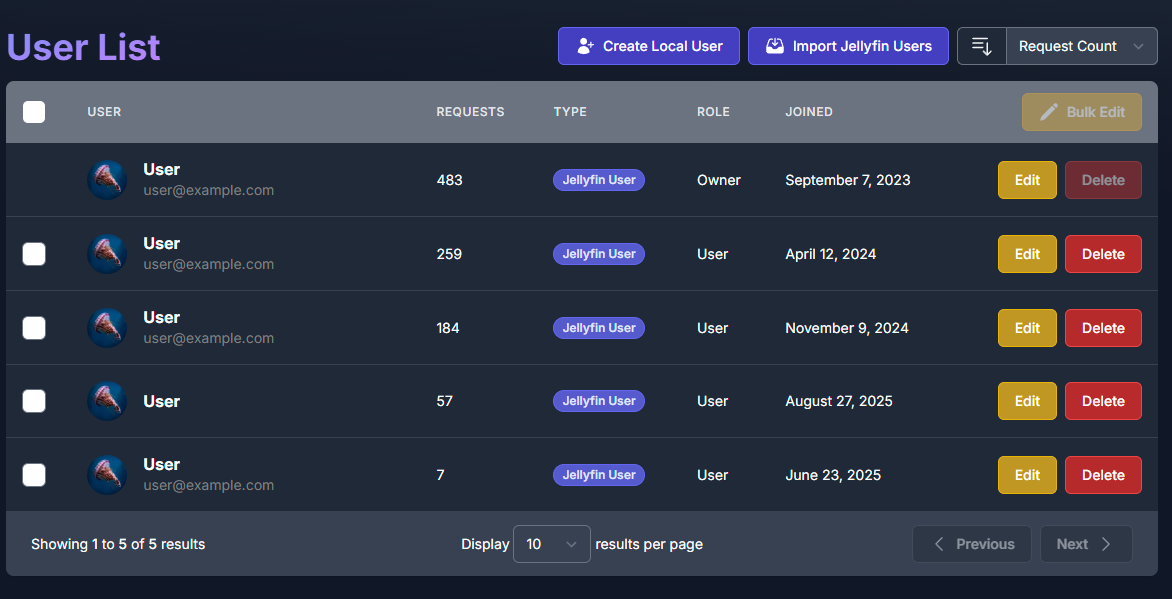 User List
Create Local User
Import Jellyfin Users
Request Count
USER REQUESTS TYPE ROLE JOINED
Bulk Edit
User
user@example.com
483 Jellyfin User Owner September 7, 2023 Edit Delete
User
user@example.com
259 Jellyfin User User April 12, 2024 Edit Delete
User
user@example.com
184 Jellyfin User User November 9, 2024 Edit Delete
User
57 Jellyfin User User August 27, 2025 Edit Delete
User
user@example.com
7 Jellyfin User User June 23, 2025 Edit Delete
Showing 1 to 5 of 5 results
Display 10 results per page
Previous
Next